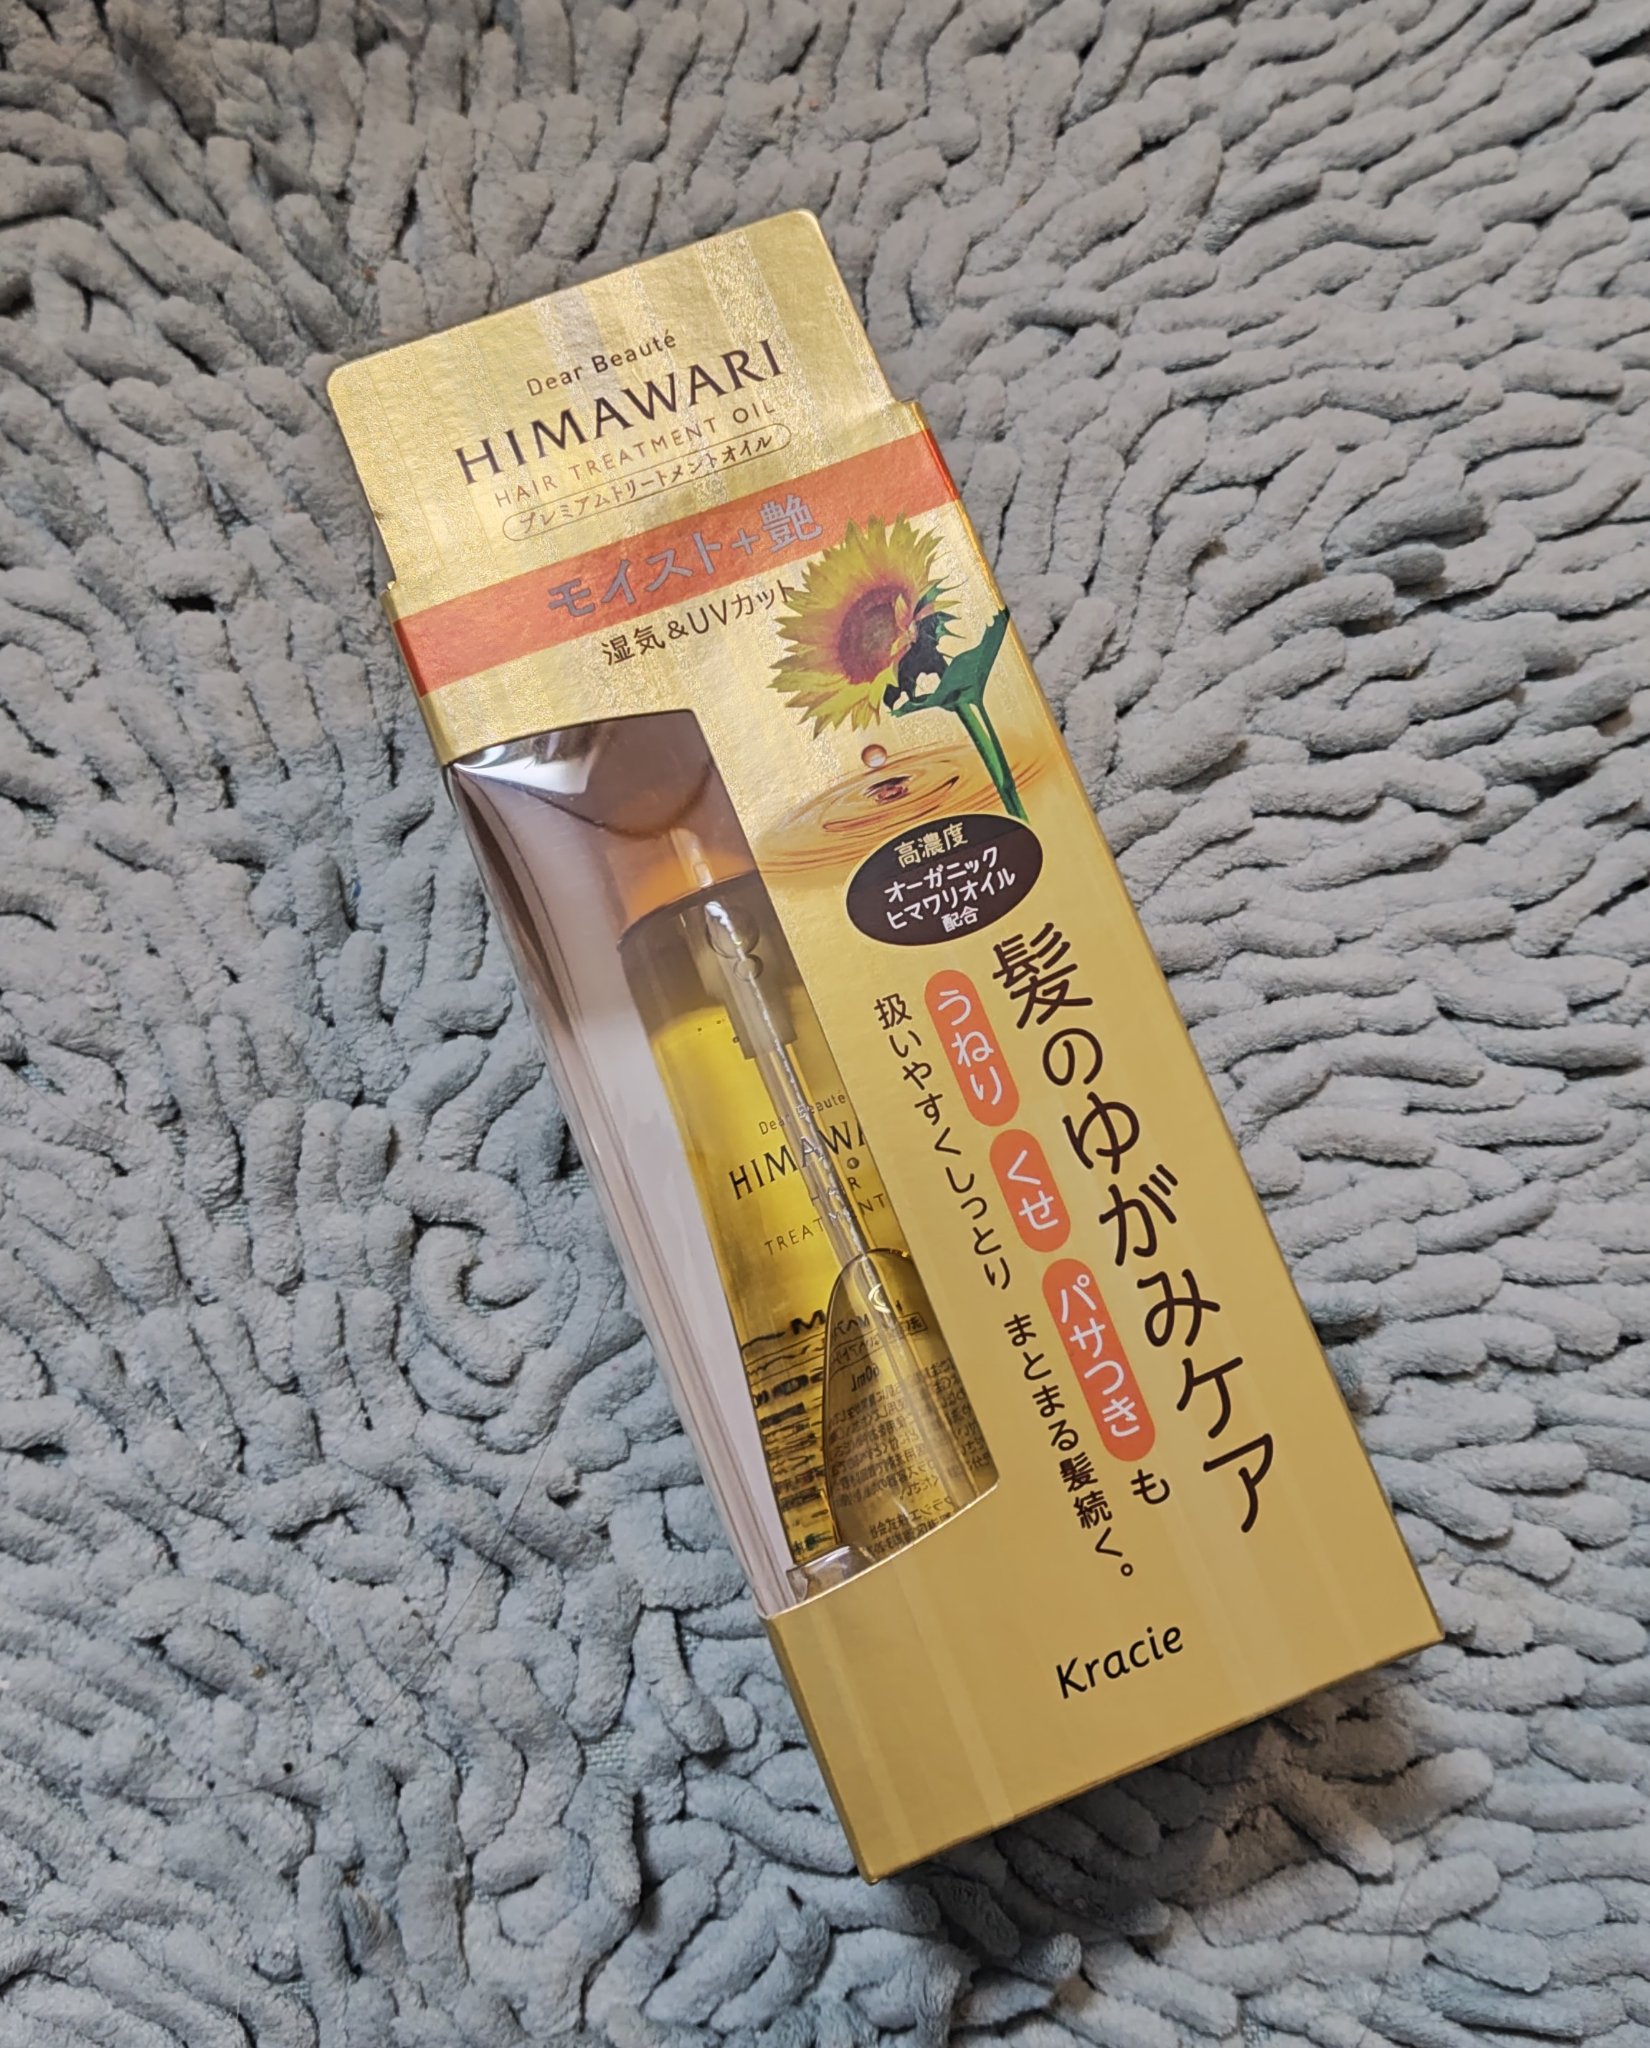 Dear Beauté
HIMAWARI
HAIR TREATMENT OIL
プレミアムトリートメントオイル
モイスト+艶
湿気&UVカット
高濃度
オーガニック
ヒマワリオイル
配合
髪のゆがみケア
うねり くせ パサつきも
扱いやすくしっとり まとまる髪続く。
Dear Beauté
HIMAWA
HAIR
TREATMENT
60mL
Kracie